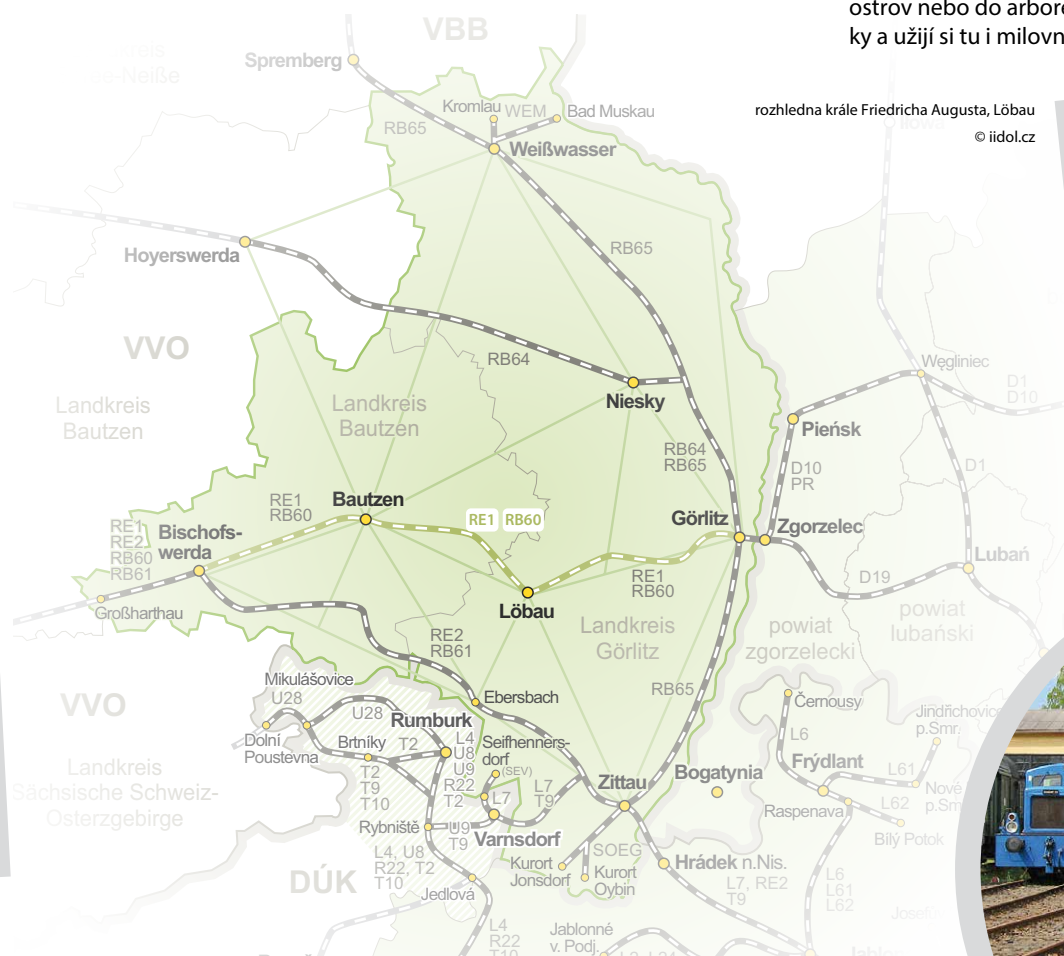 ostrov nebo do arbore
ky a užijí si tu i milovn
rozhledna krále Friedricha Augusta, Löbau
© iidol.cz
VBB
Spremberg
Kromlau
WEM
Bad Muskau
RB65
Weißwasser
Hoyerswerda
RB65
VVO
RB64
Węgliniec
D1
D10
Niesky
Landkreis
Bautzen
Landkreis
Bautzen
Pieńsk
RB64
RB65
D10
PR
D1
Bautzen
RE1
RB60
RE1 RB60
Görlitz
Zgorzelec
RE1
RE2
RB60
RB61
Bischofs-
werda
Lubań
RE1
RB60
D19
Großharthau
Löbau
powiat
lubański
Landkreis
Görlitz
powiat
zgorzelecki
RE2
RB61
Mikulášovice
RB65
VVO
U28
Ebersbach
Černousy
U28
Rumburk
Jindřichovice
p.Smr.
Dolní
Poustevna
Brtníky
T2
L4
U8
U9
R22
T2
Seifhenners-
dorf
(SEV)
L6
Landkreis
Sächsische Schweiz-
Osterzgebirge
T2
T9
T10
Zittau
Bogatynia
Frýdlant
L61
L7
L7
T9
Raspenava
L62
Nové
p.Sm
Rybniště
U9
T9
Varnsdorf
Bílý Potok
L4, U8
R22, T2
T10
SOEG
Kurort
Jonsdorf
Kurort
Oybin
Hrádek n.Nis.
DÚK
Jedlová
L7, RE2
T9
L6
L61
L62
L4
R22
T10
Jablonné
v. Podj.